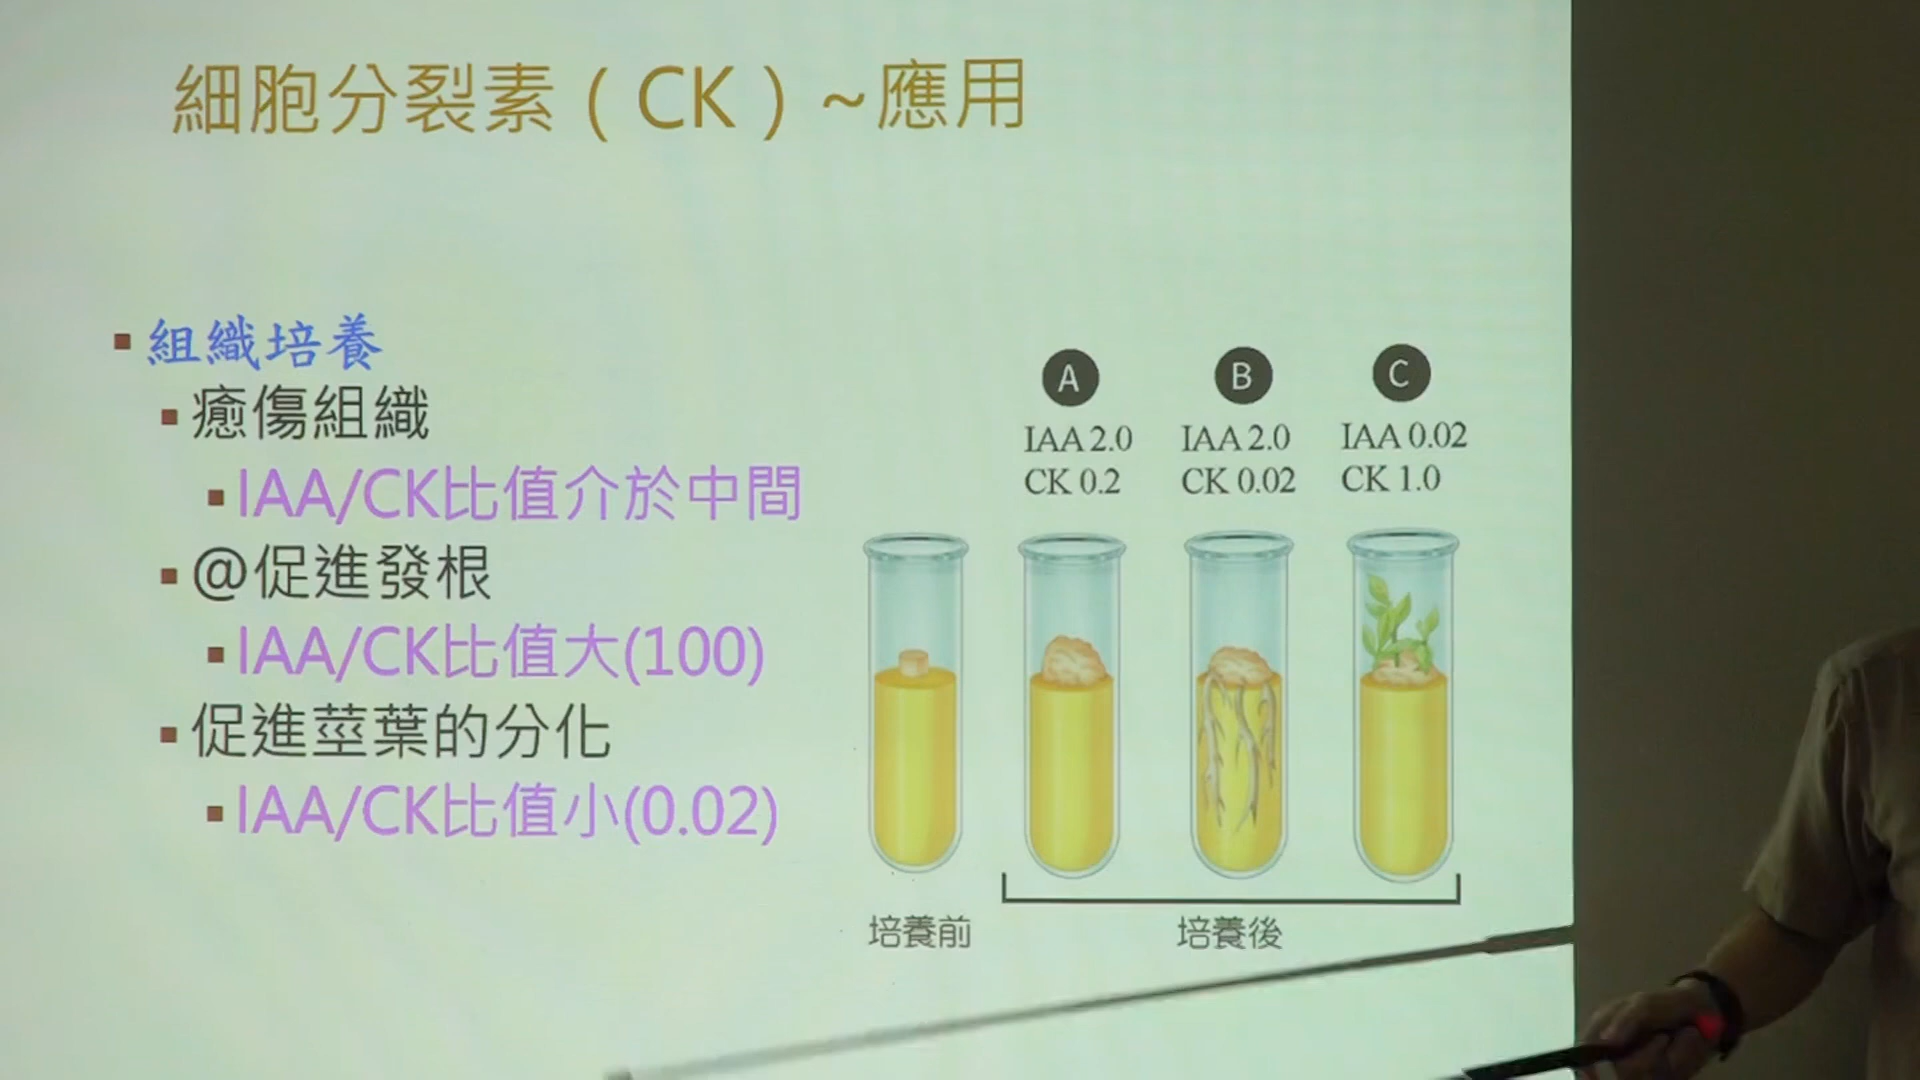 細胞分裂素（CK）~應用
組織培養
癒傷組織
IAA/CK比值介於中間
@促進發根
IAA/CK比值大(100)
促進莖葉的分化
IAA/CK比值小(0.02)
A
IAA 2.0
CK 0.2
B
IAA 2.0
CK 0.02
C
IAA 0.02
CK 1.0
培養前
培養後